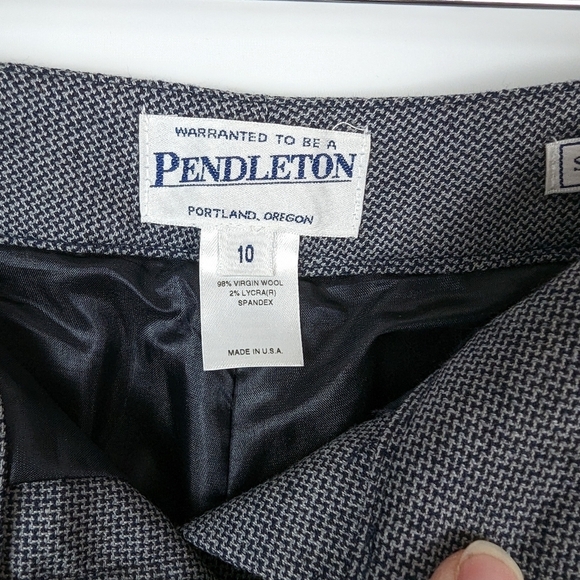 WARRANTED TO BE A
PENDLETON
PORTLAND, OREGON
10
98% VIRGIN WOOL
2% LYCRA(R)
SPANDEX
MADE IN U.S.A.